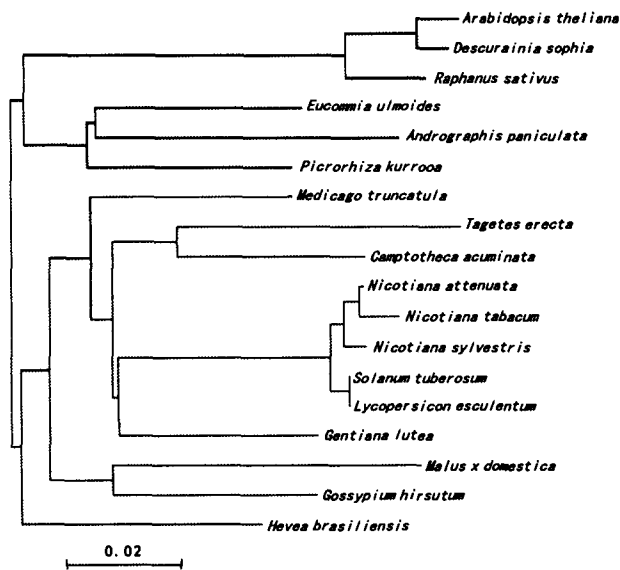 Arabidopsis theliana
Descurainia sophia
Raphanus sativus
Eucommia ulmoides
Andrographis paniculata
Picrorhiza kurrooa
Medicago truncatula
Tagetes erecta
Camptotheca acuminata
Nicotiana attenuata
Nicotiana tabacum
Nicotiana sylvestris
Solanum tuberosum
Lycopersicon esculentum
Gentiana lutea
Malus x domestica
Gossypium hirsutum
Hevea brasiliensis
0.02